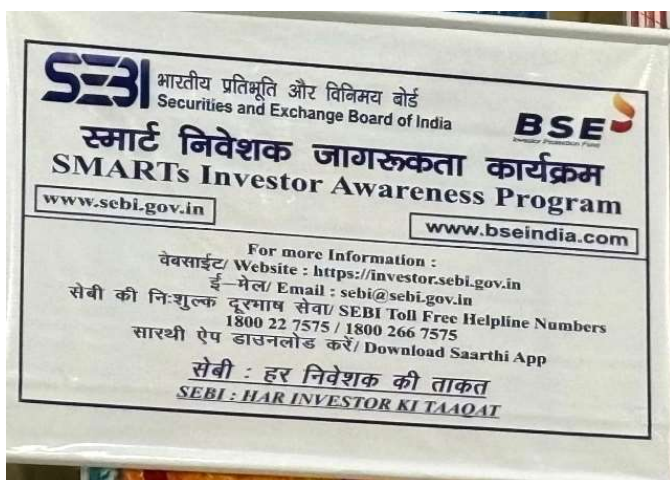 SEBI
भारतीय प्रतिभूति और विनिमय बोर्ड
Securities and Exchange Board of India
BSE
Investor Protection Fund
स्मार्ट निवेशक जागरूकता कार्यक्रम
SMARTs Investor Awareness Program
www.sebi.gov.in
www.bseindia.com
For more Information :
वेबसाईट/ Website : https://investor.sebi.gov.in
ई–मेल/ Email : sebi@sebi.gov.in
सेबी की निःशुल्क दूरभाष सेवा/ SEBI Toll Free Helpline Numbers
1800 22 7575 / 1800 266 7575
सारथी ऐप डाउनलोड करें/ Download Saarthi App
सेबी : हर निवेशक की ताकत
SEBI : HAR INVESTOR KI TAAQAT